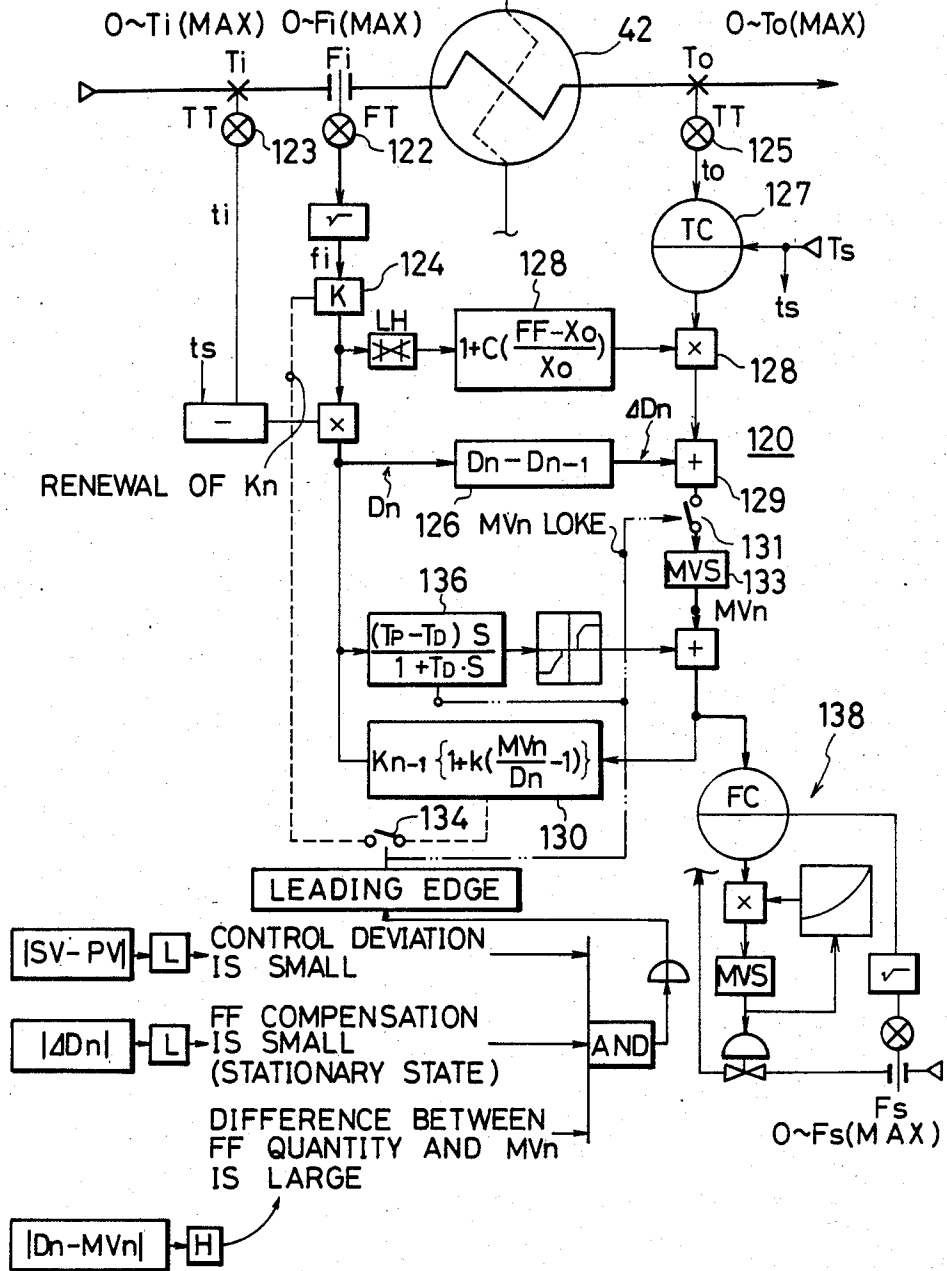 O~Ti(MAX) O~Fi(MAX) 42 O~To(MAX)
Ti Fi To
TT 123 FT 122 TT 125
to
127
ti √ TC Ts
fi 124 128 ts
K
LH 1+C(FF-Xo/Xo) ×
128
ts
- × ΔDn 120
RENEWAL OF Kn Dn-Dn-1 +
Dn 126 129
MVn LOKE 131
MVS 133
136 MVn
(TP-TD) S/1+TD·S +
138
Kn-1 {1+k(MVn/Dn-1)}
FC
134 130
LEADING EDGE
×
|SV-PV| L CONTROL DEVIATION
IS SMALL
MVS √
|ΔDn| L FF COMPENSATION
IS SMALL
(STATIONARY STATE)
AND
Fs
O~Fs(MAX)
DIFFERENCE BETWEEN
FF QUANTITY AND MVn
IS LARGE
|Dn-MVn| H